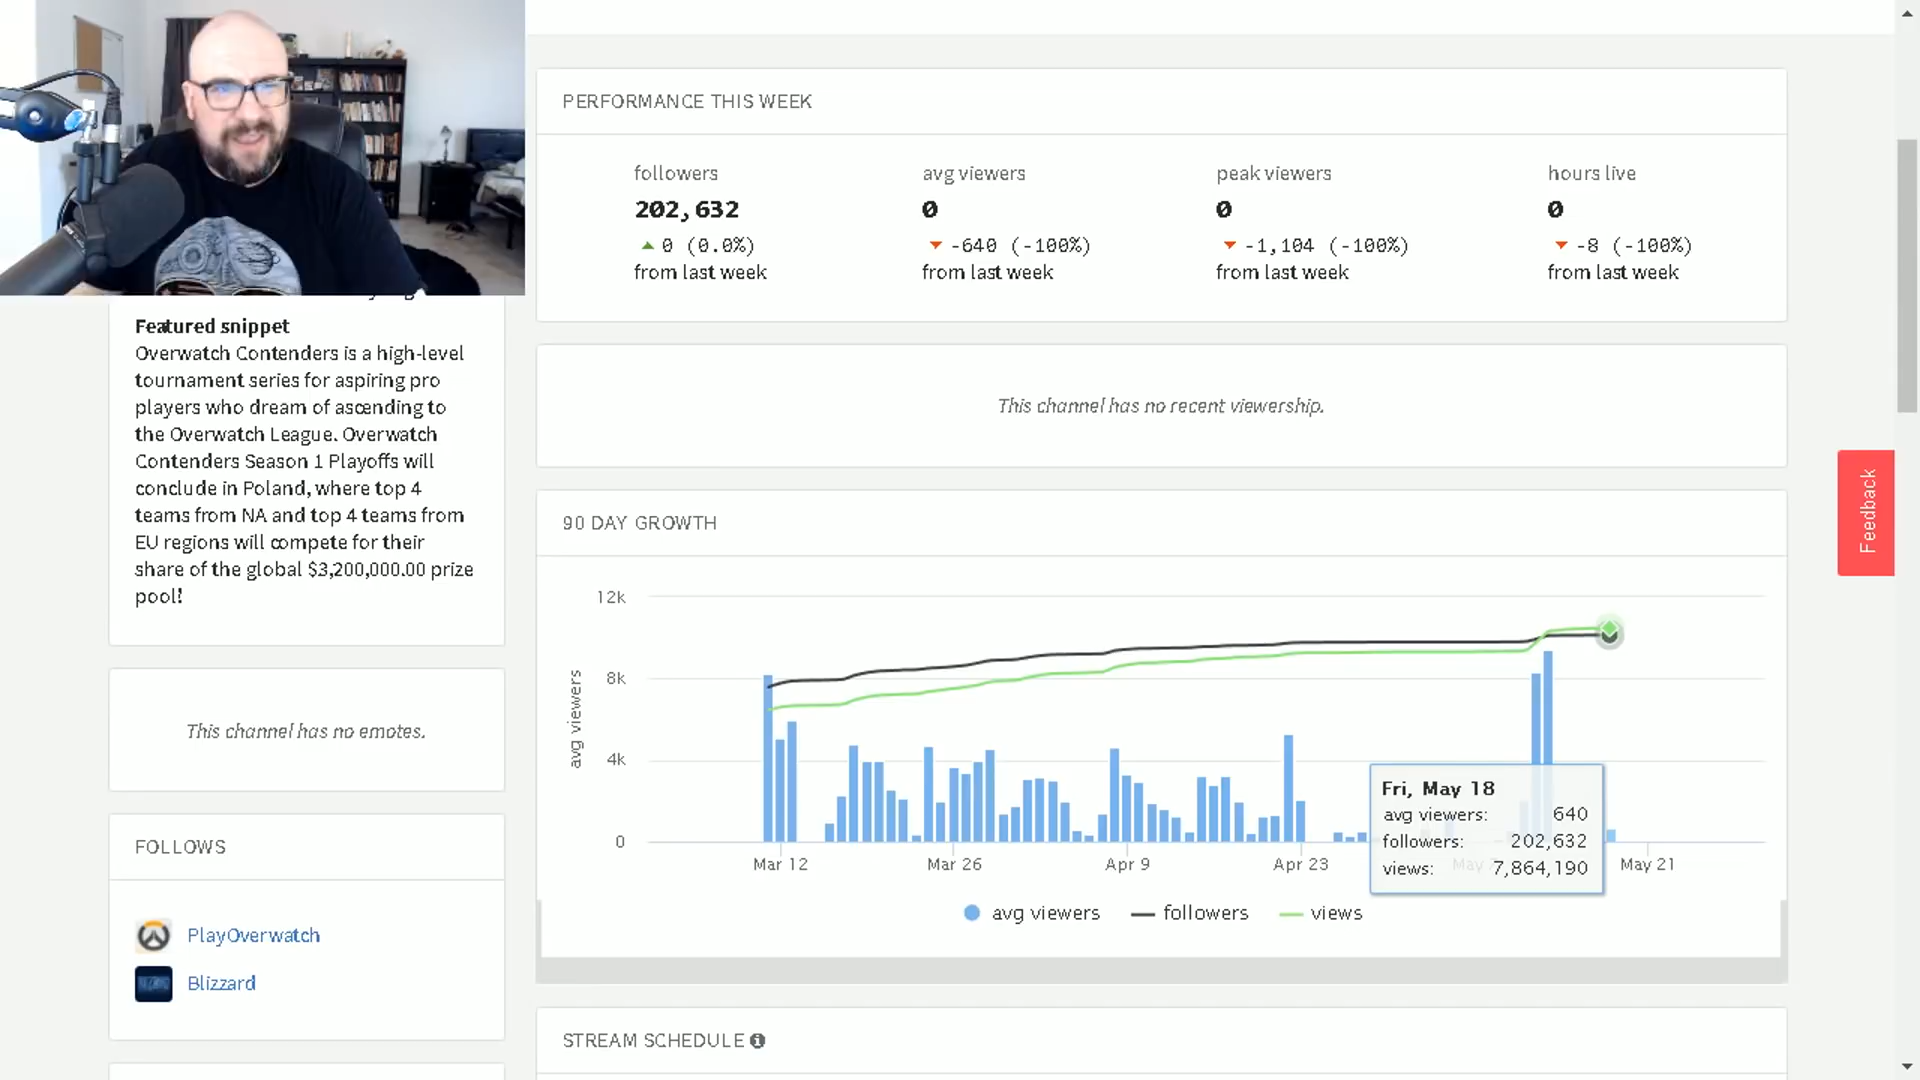 PERFORMANCE THIS WEEK
followers
202,632
0 (0.0%)
from last week
avg viewers
0
-640 (-100%)
from last week
peak viewers
0
-1,104 (-100%)
from last week
hours live
0
-8 (-100%)
from last week
Featured snippet
Overwatch Contenders is a high-level
tournament series for aspiring pro
players who dream of ascending to
the Overwatch League. Overwatch
Contenders Season 1 Playoffs will
conclude in Poland, where top 4
teams from NA and top 4 teams from
EU regions will compete for their
share of the global $3,200,000.00 prize
pool!
This channel has no emotes.
FOLLOWS
PlayOverwatch
Blizzard
This channel has no recent viewership.
90 DAY GROWTH
avg viewers
12k
8k
4k
0
Mar 12
Mar 26
Apr 9
Apr 23
May
May 21
Fri, May 18
avg viewers: 640
followers: 202,632
views: 7,864,190
avg viewers
followers
views
STREAM SCHEDULE
Feedback